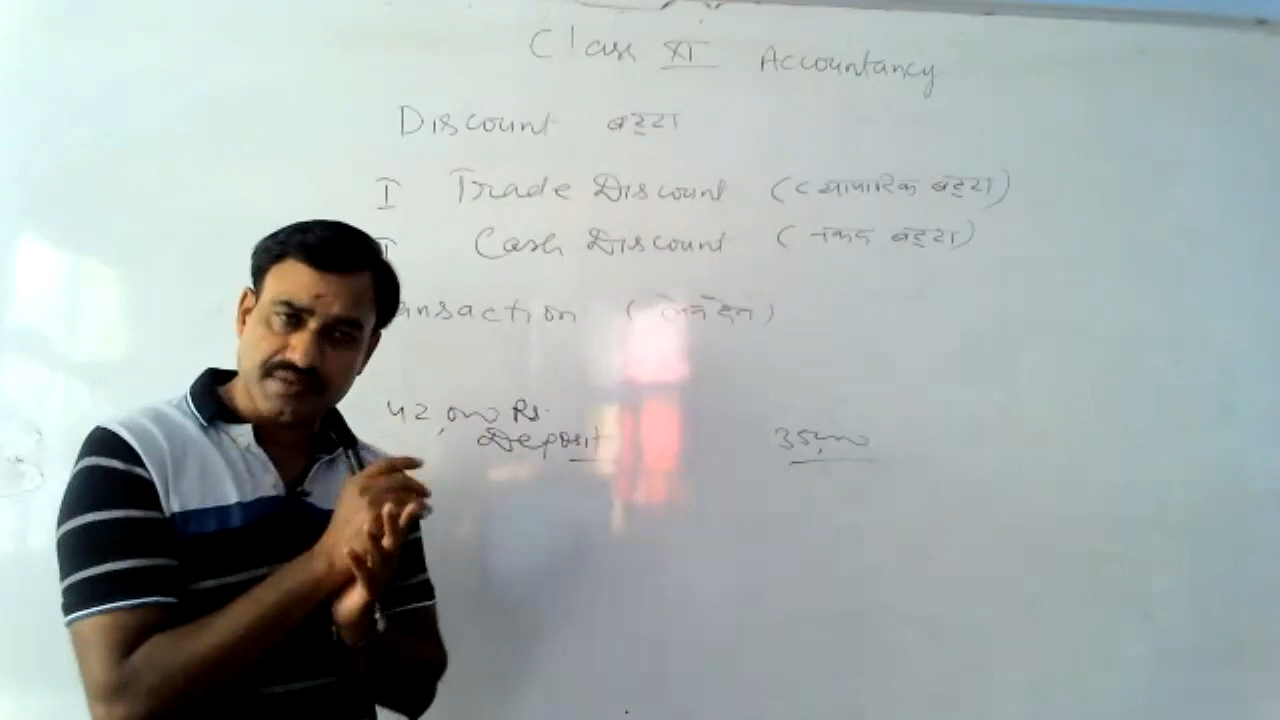 Class XI Accountancy
Discount बट्टा
I Trade Discount (व्यापारिक बट्टा)
Cash Discount (नकद बट्टा)
ansaction (लेनदेन)
42,000 Rs.
Deposit 35,000